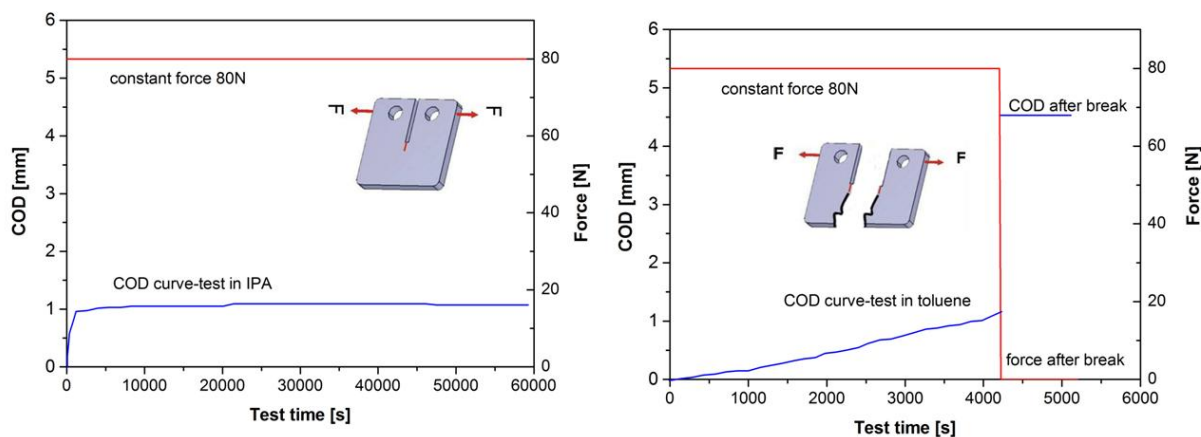 6
5
4
3
2
1
0
COD [mm]
80
60
40
20
0
Force [N]
constant force 80N
F
F
COD curve-test in IPA
0
10000
20000
30000
40000
50000
60000
Test time [s]
6
5
4
3
2
1
0
COD [mm]
80
60
40
20
0
Force [N]
constant force 80N
COD after break
F
F
COD curve-test in toluene
force after break
0
1000
2000
3000
4000
5000
6000
Test time [s]